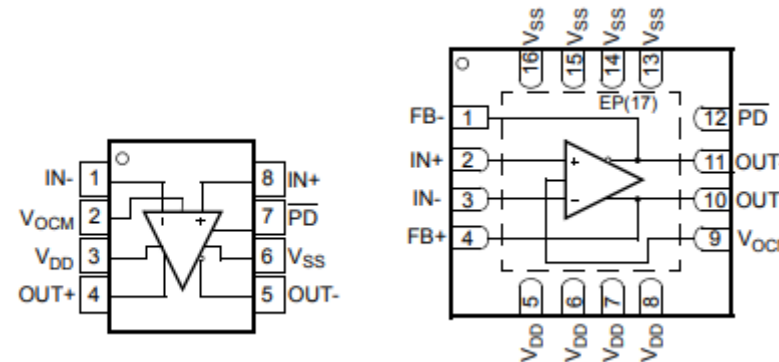 IN- 1
8 IN+
VOCM 2
7 PD
VDD 3
6 VSS
OUT+ 4
5 OUT-
VSS VSS VSS VSS
16 15 14 13
EP(17)
FB- 1
12 PD
IN+ 2
11 OUT
+
IN- 3
10 OUT
-
FB+ 4
9 VOC
5 6 7 8
VDD VDD VDD VDD